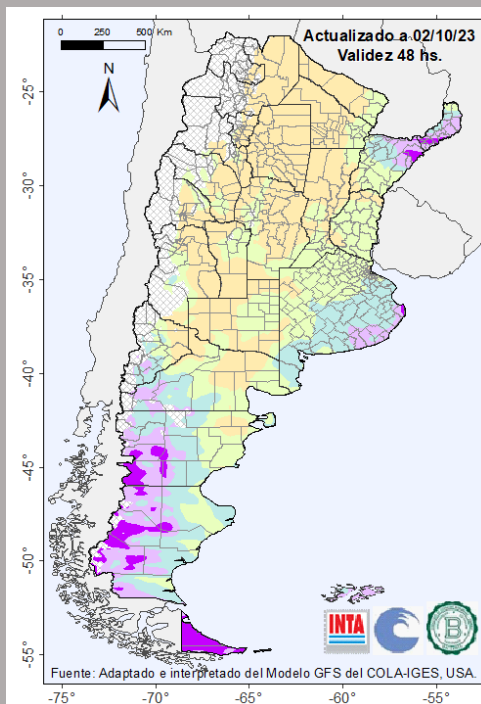 Actualizado a 02/10/23
Validez 48 hs.
0 250 500 Km
N
-25°
-30°
-35°
-40°
-45°
-50°
-55°
INTA
B
Fuente: Adaptado e interpretado del Modelo GFS del COLA-IGES, USA.
-75° -70° -65° -60° -55°